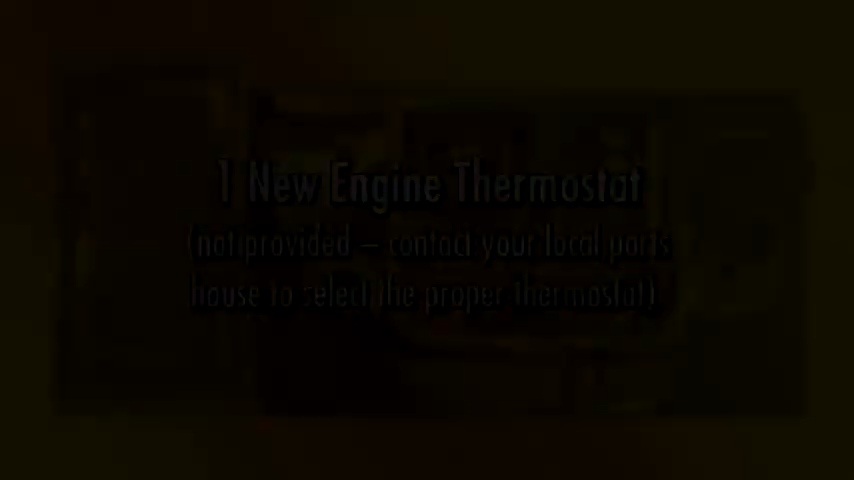 1 New Engine Thermostat
(not provided – contact your local parts
house to select the proper thermostat)